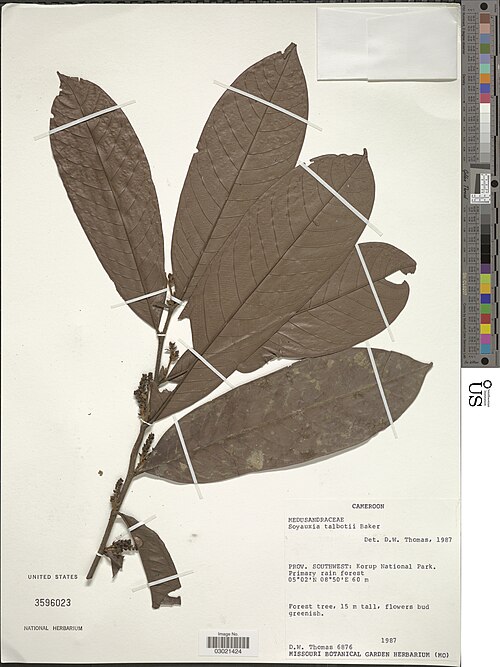 CAMEROON
MEDUSANDRACEAE
Soyauxia talbotii Baker
Det. D.W. Thomas, 1987
PROV. SOUTHWEST: Korup National Park.
Primary rain forest
05°02'N 08°50'E 60 m
Forest tree, 15 m tall, flowers bud
greenish.
1987
D.W. Thomas 6876
MISSOURI BOTANICAL GARDEN HERBARIUM (MO)
UNITED STATES
3596023
NATIONAL HERBARIUM
Image No.
03021424
US